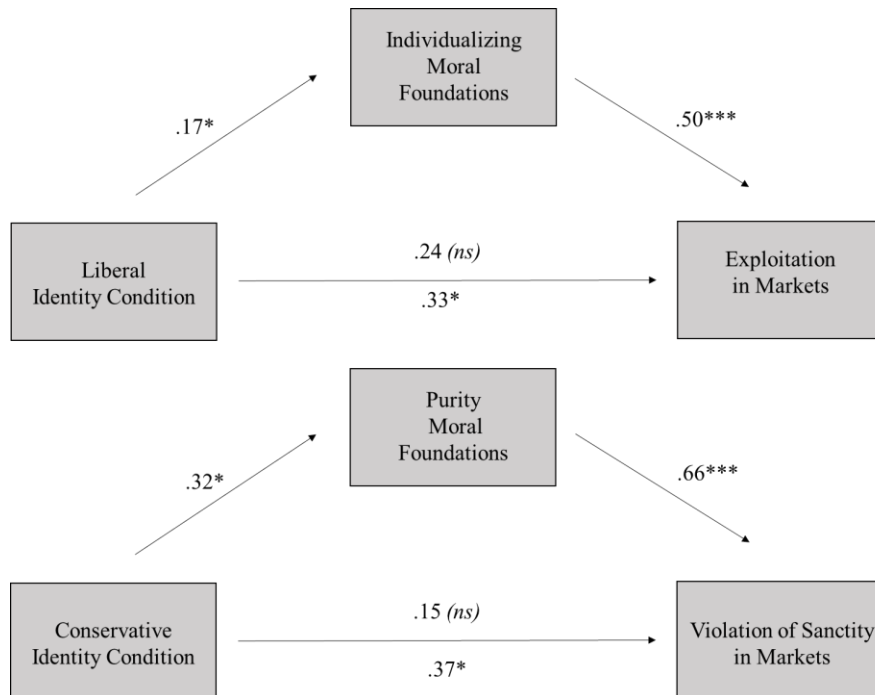 Individualizing
Moral
Foundations
.17*
.50***
Liberal
Identity Condition
.24 (ns)
.33*
Exploitation
in Markets
Purity
Moral
Foundations
.32*
.66***
Conservative
Identity Condition
.15 (ns)
.37*
Violation of Sanctity
in Markets